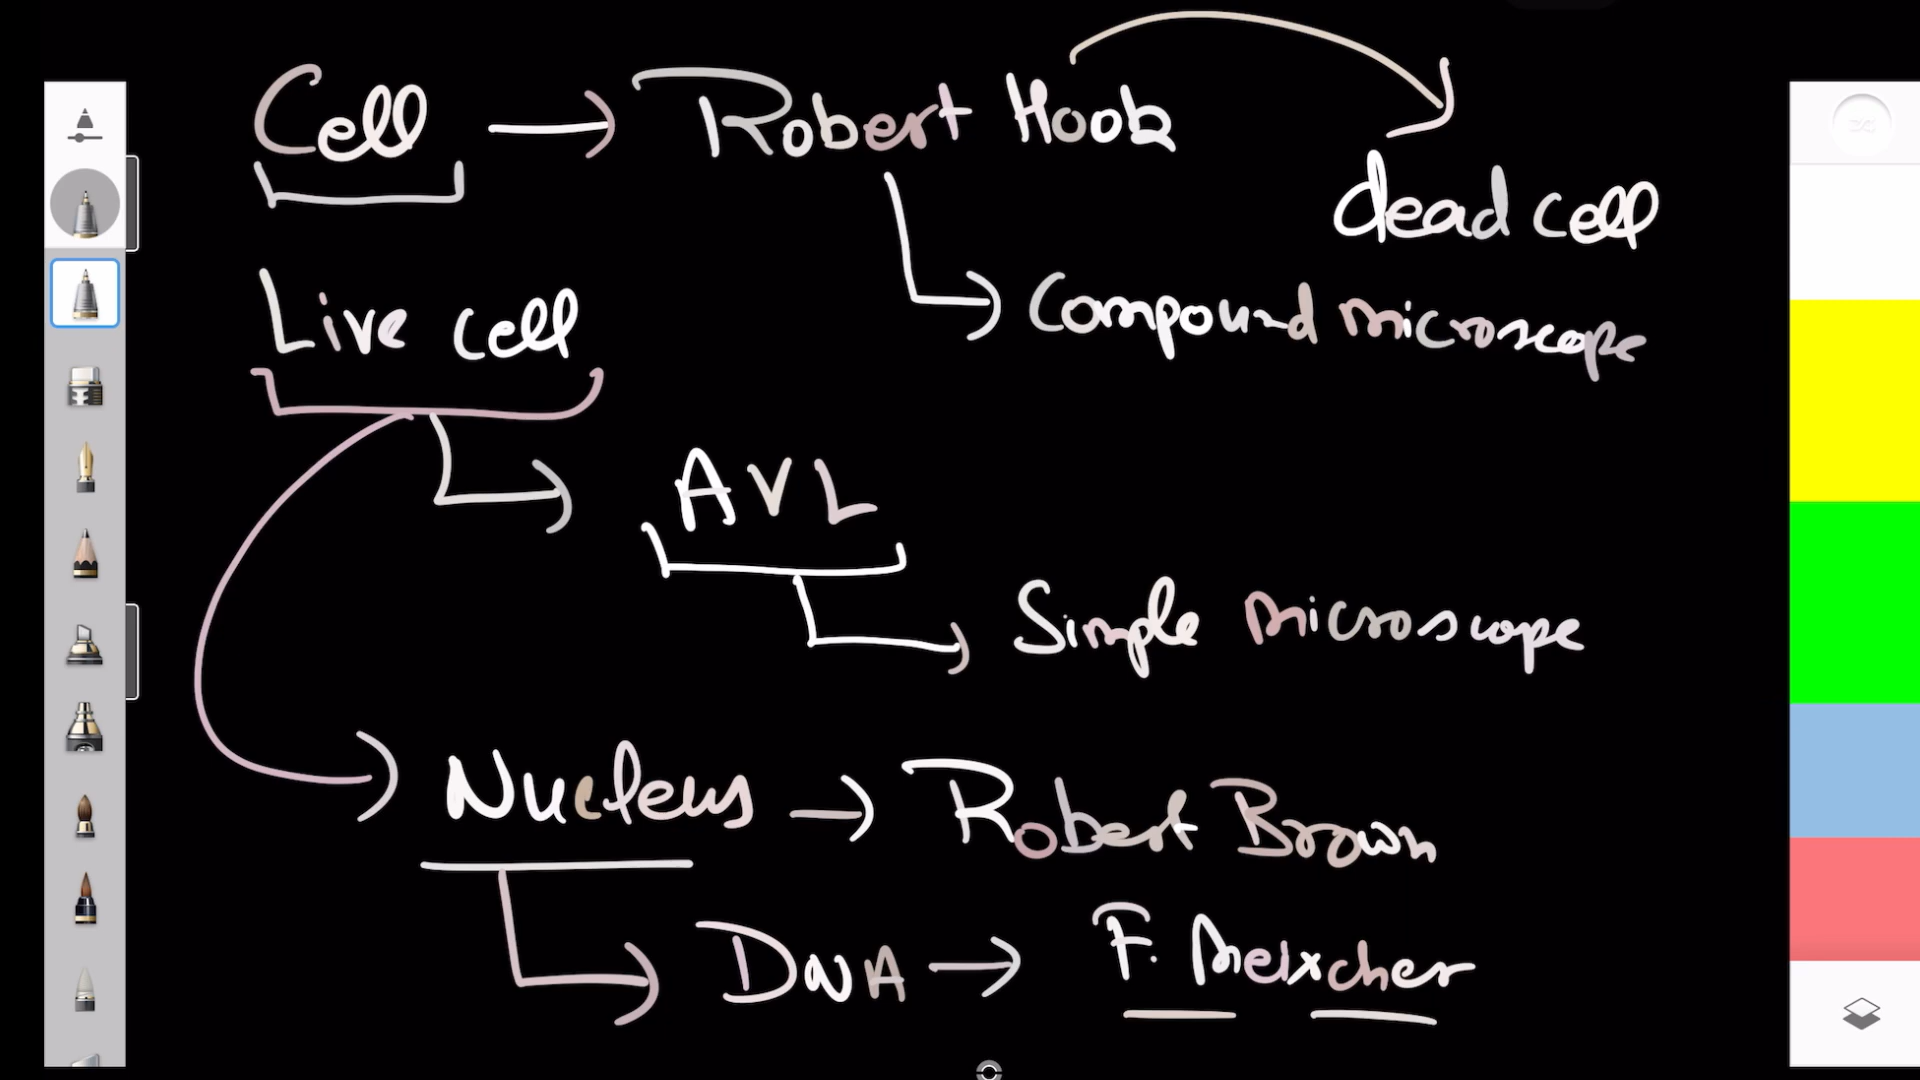 Cell → Robert Hook
dead cell
Live cell
Compound microscope
AVL
Simple microscope
Nucleus → Robert Brown
DNA → F. Meixcher